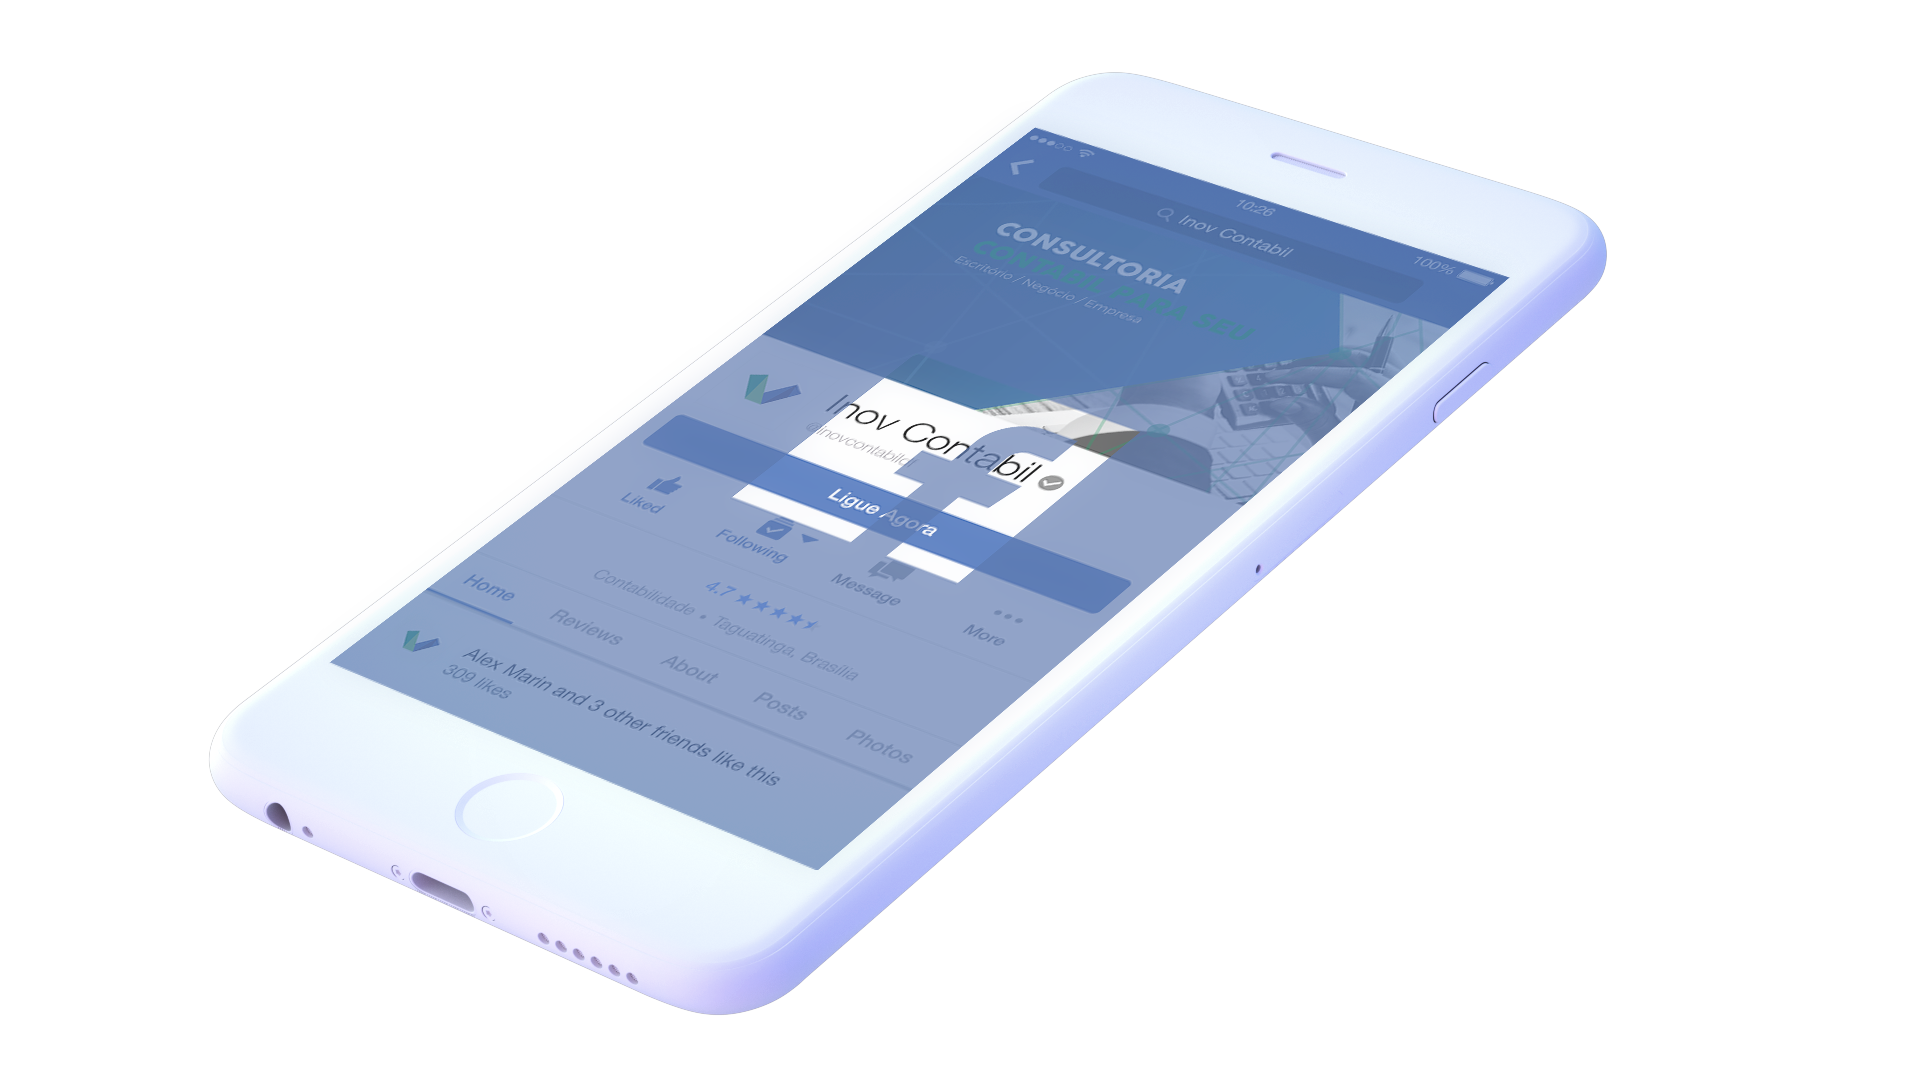 10:26
100%
Inov Contabil
CONSULTORIA
CONTÁBIL PARA SEU
Escritório / Negócio / Empresa
Inov Contabil
@inovcontabildf
Ligue Agora
Liked
Following
Message
More
4.7
Contabilidade • Taguatinga, Brasília
Home
Reviews
About
Posts
Photos
Alex Marin and 3 other friends like this
309 likes